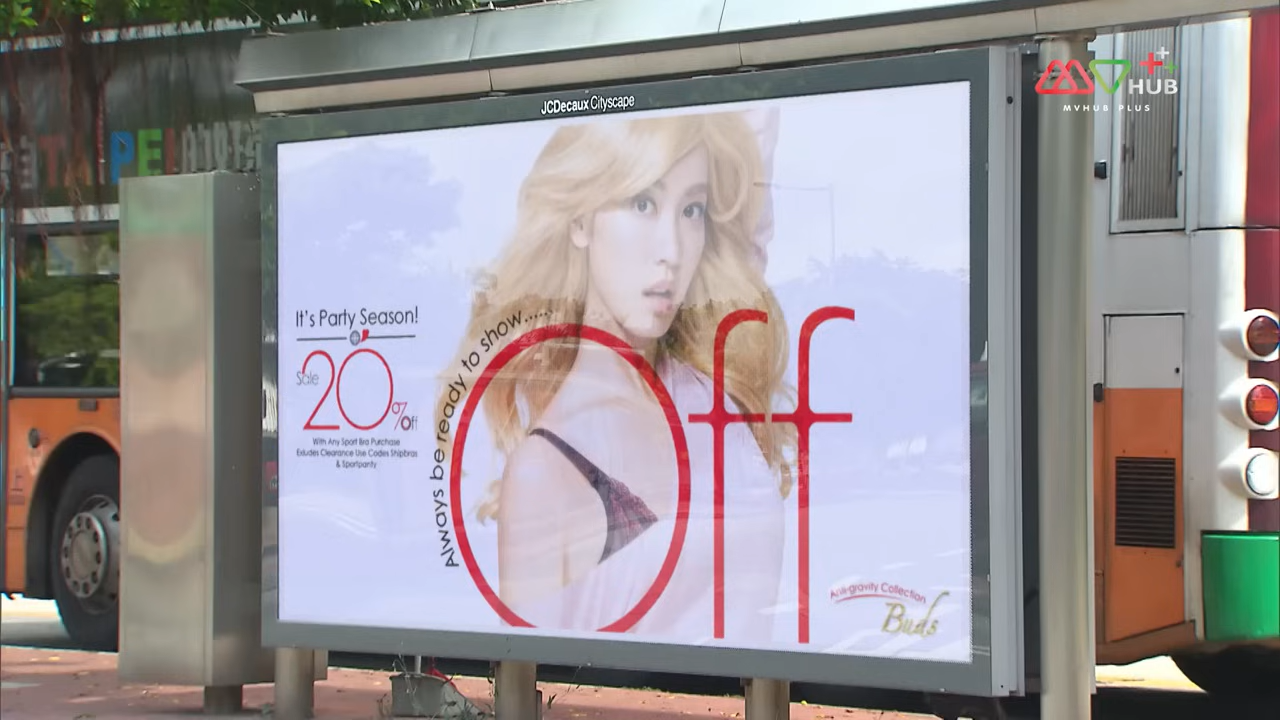 JCDecaux Cityscape
MVHUB
MVHUB PLUS
It's Party Season!
Sale
20%Off
With Any Sport Bra Purchase
Exludes Clearance Use Codes Shipbras
& Sportpanty
Always be ready to show.....
Off
Anti-gravity Collection
Buds